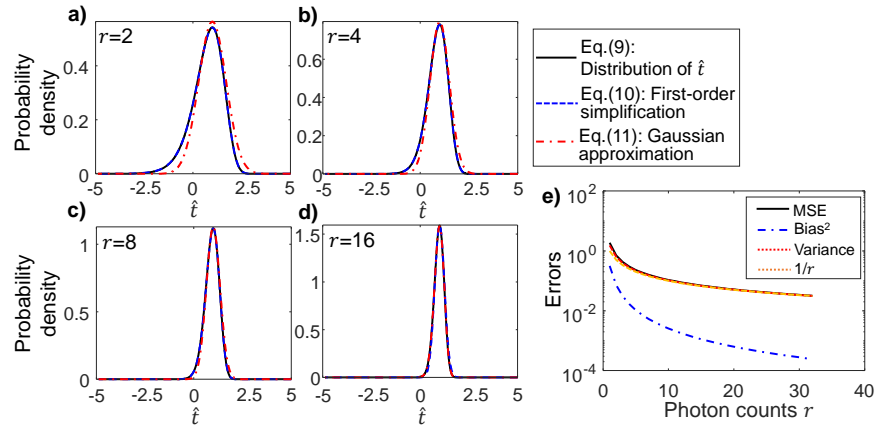 a)
r=2
0.4
0.2
0
-5
-2.5
0
2.5
5
t̂
Probability
density
b)
r=4
0.8
0.6
0.4
0.2
0
-5
-2.5
0
2.5
5
t̂
Eq.(9):
Distribution of t̂
Eq.(10): First-order
simplification
Eq.(11): Gaussian
approximation
c)
r=8
1
0.5
0
-5
-2.5
0
2.5
5
t̂
Probability
density
d)
r=16
1.5
1
0.5
0
-5
-2.5
0
2.5
5
t̂
e)
10²
10⁰
10⁻²
10⁻⁴
0
10
20
30
40
Errors
Photon counts r
MSE
Bias²
Variance
1/r